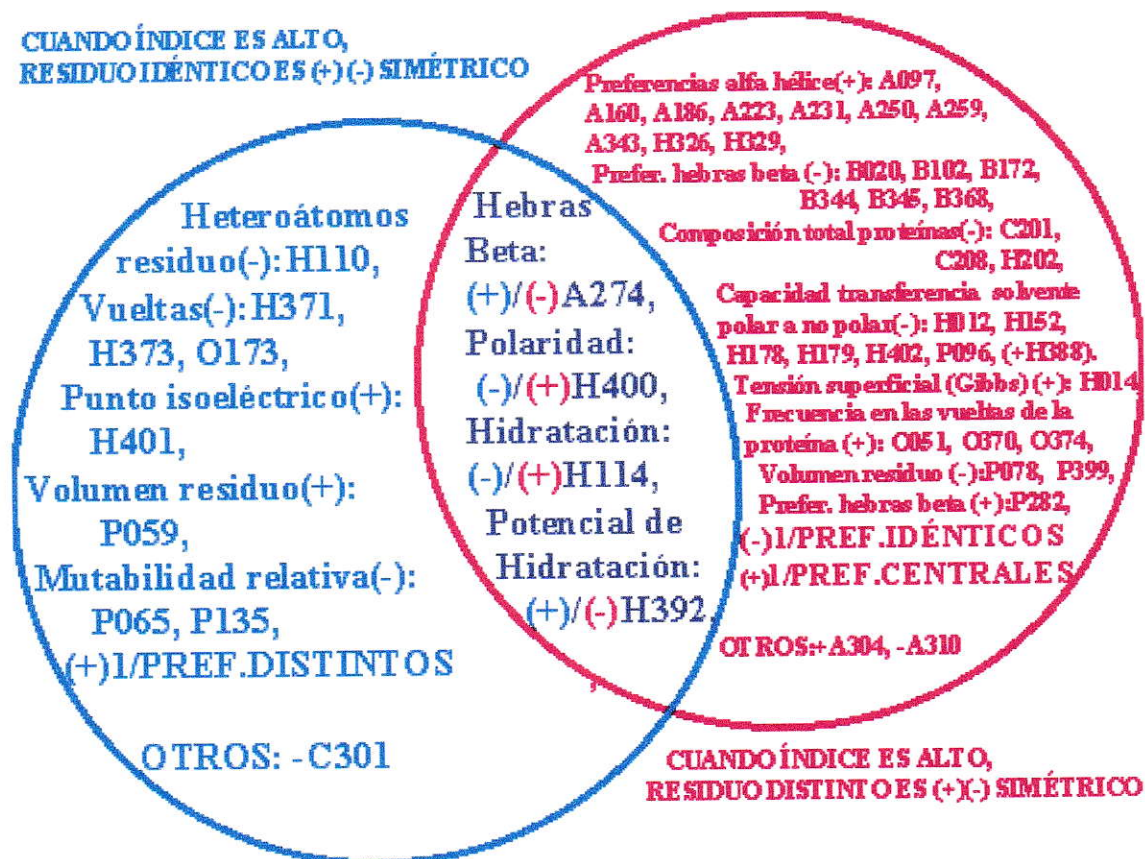 CUANDO ÍNDICE ES ALTO,
RESIDUO IDÉNTICO ES (+) (-) SIMÉTRICO
Heteroátomos
residuo(-): H110,
Vueltas(-): H371,
H373, O173,
Punto isoeléctrico(+):
H401,
Volumen residuo(+):
P059,
Mutabilidad relativa(-):
P065, P135,
(+)1/PREF.DISTINTOS
OTROS: -C301
Hebras
Beta:
(+)/(-)A274,
Polaridad:
(-)/(+)H400,
Hidratación:
(-)/(+)H114,
Potencial de
Hidratación:
(+)/(-)H392,
,
Preferencias alfa hélice(+): A097,
A160, A186, A223, A231, A250, A259,
A343, H326, H329,
Prefer. hebras beta (-): B020, B102, B172,
B344, B345, B368,
Composición total proteínas(-): C201,
C208, H202,
Capacidad transferencia solvente
polar a no polar(-): H012, H152,
H178, H179, H402, P096, (+H388).
Tensión superficial (Gibbs) (+): H014
Frecuencia en las vueltas de la
proteína (+): O051, O370, O374,
Volumen residuo (-):P078, P399,
Prefer. hebras beta (+):P282,
(-)1/PREF.IDÉNTICOS
(+)1/PREF.CENTRALES
OTROS:+A304, -A310
CUANDO ÍNDICE ES ALTO,
RESIDUO DISTINTO ES (+)(-) SIMÉTRICO